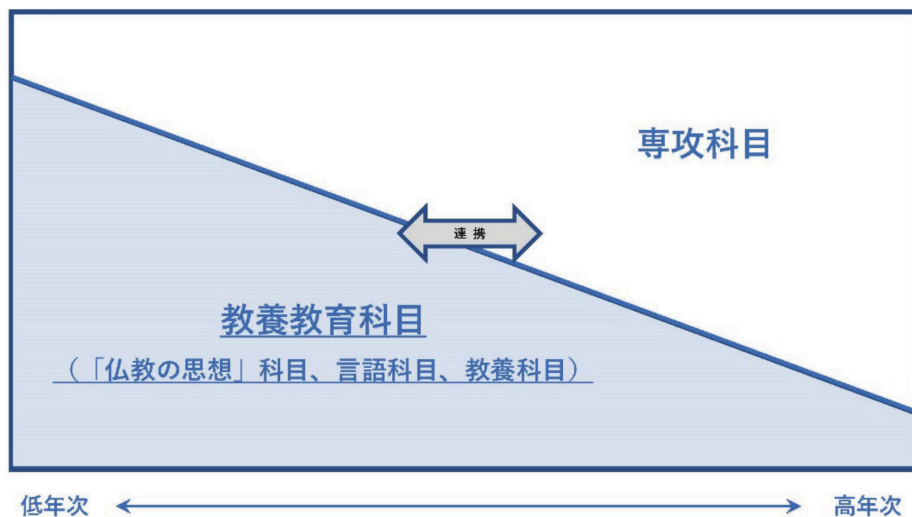 専攻科目
連携
教養教育科目
（「仏教の思想」科目、言語科目、教養科目）
低年次
高年次